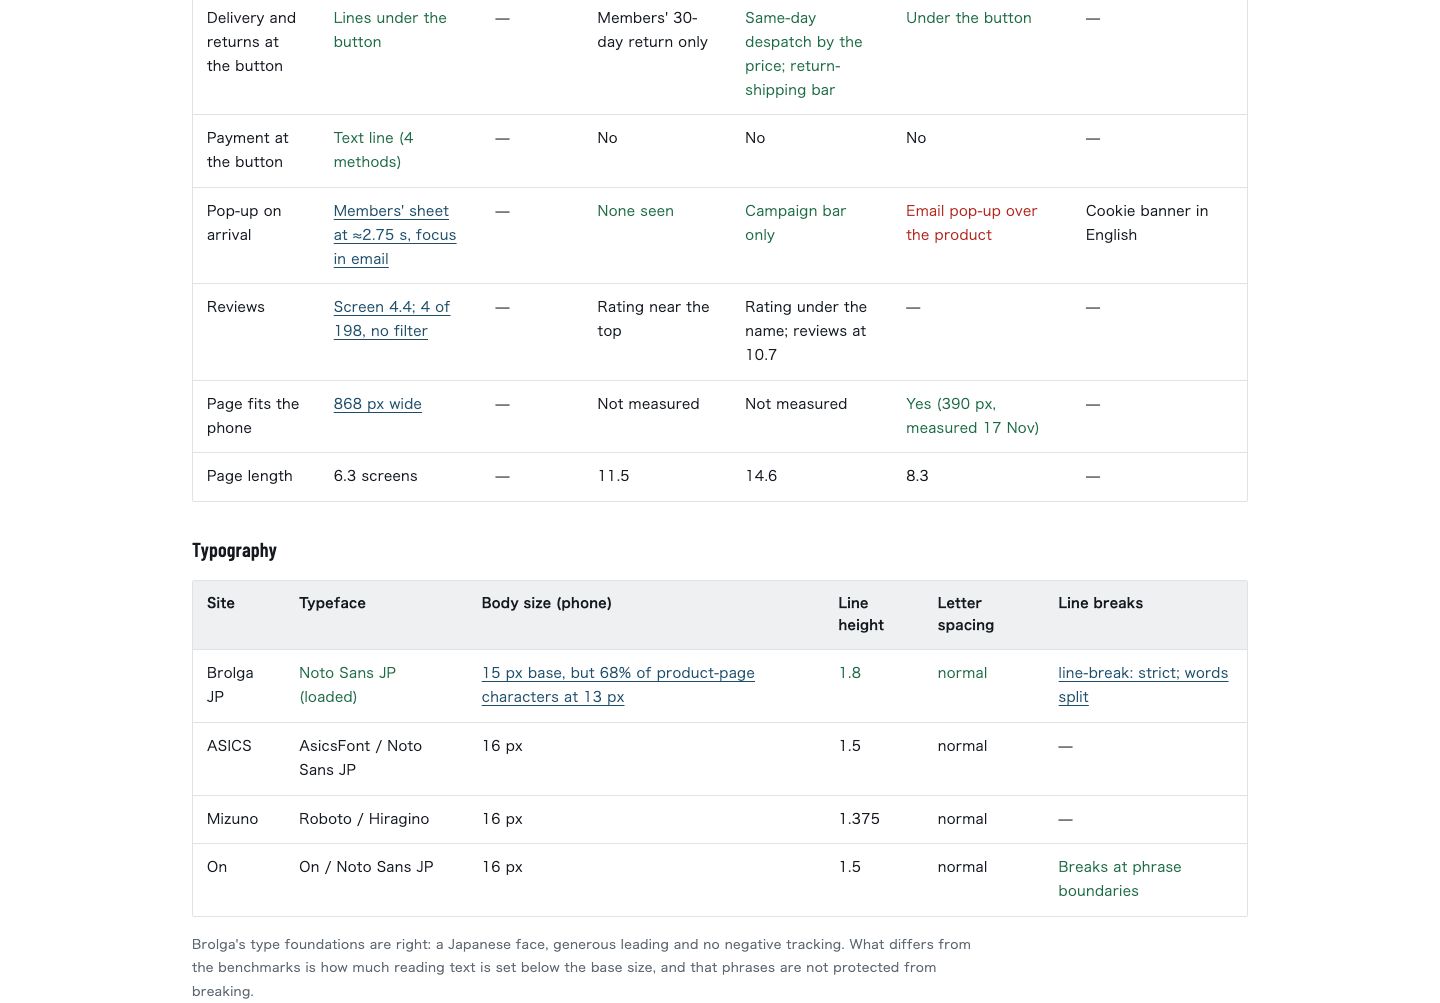 Delivery and returns at the button
Lines under the button
—
Members' 30-day return only
Same-day despatch by the price; return-shipping bar
Under the button
—
Payment at the button
Text line (4 methods)
—
No
No
No
—
Pop-up on arrival
Members' sheet at ≈2.75 s, focus in email
—
None seen
Campaign bar only
Email pop-up over the product
Cookie banner in English
Reviews
Screen 4.4; 4 of 198, no filter
—
Rating near the top
Rating under the name; reviews at 10.7
—
—
Page fits the phone
868 px wide
—
Not measured
Not measured
Yes (390 px, measured 17 Nov)
—
Page length
6.3 screens
—
11.5
14.6
8.3
—
Typography
Site
Typeface
Body size (phone)
Line height
Letter spacing
Line breaks
Brolga JP
Noto Sans JP (loaded)
15 px base, but 68% of product-page characters at 13 px
1.8
normal
line-break: strict; words split
ASICS
AsicsFont / Noto Sans JP
16 px
1.5
normal
—
Mizuno
Roboto / Hiragino
16 px
1.375
normal
—
On
On / Noto Sans JP
16 px
1.5
normal
Breaks at phrase boundaries
Brolga's type foundations are right: a Japanese face, generous leading and no negative tracking. What differs from
the benchmarks is how much reading text is set below the base size, and that phrases are not protected from
breaking.